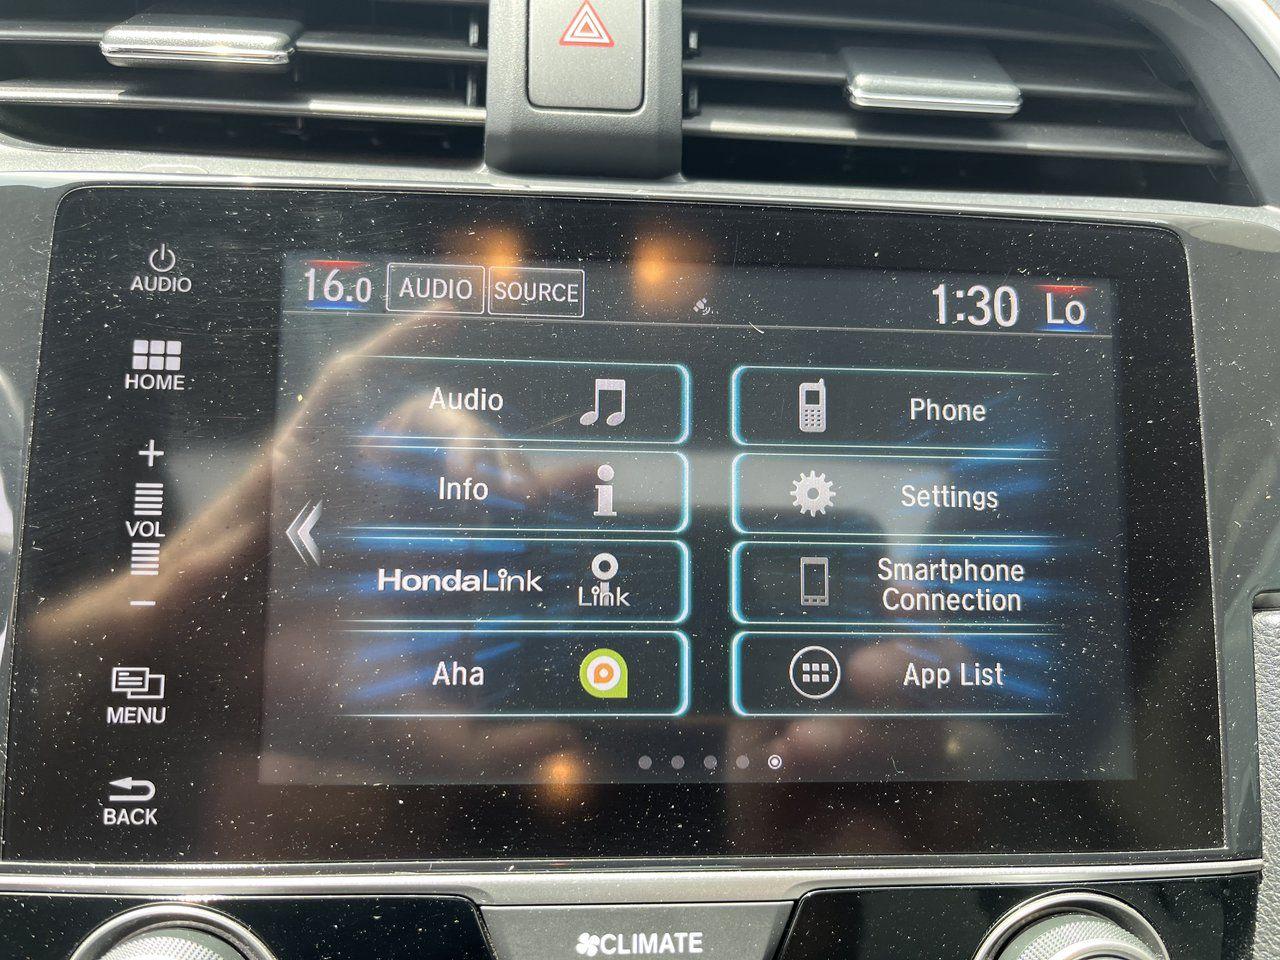 AUDIO
HOME
VOL
MENU
BACK
16.0 AUDIO SOURCE 1:30 Lo
Audio
Phone
Info
Settings
HondaLink
Link
Smartphone
Connection
Aha
App List
CLIMATE